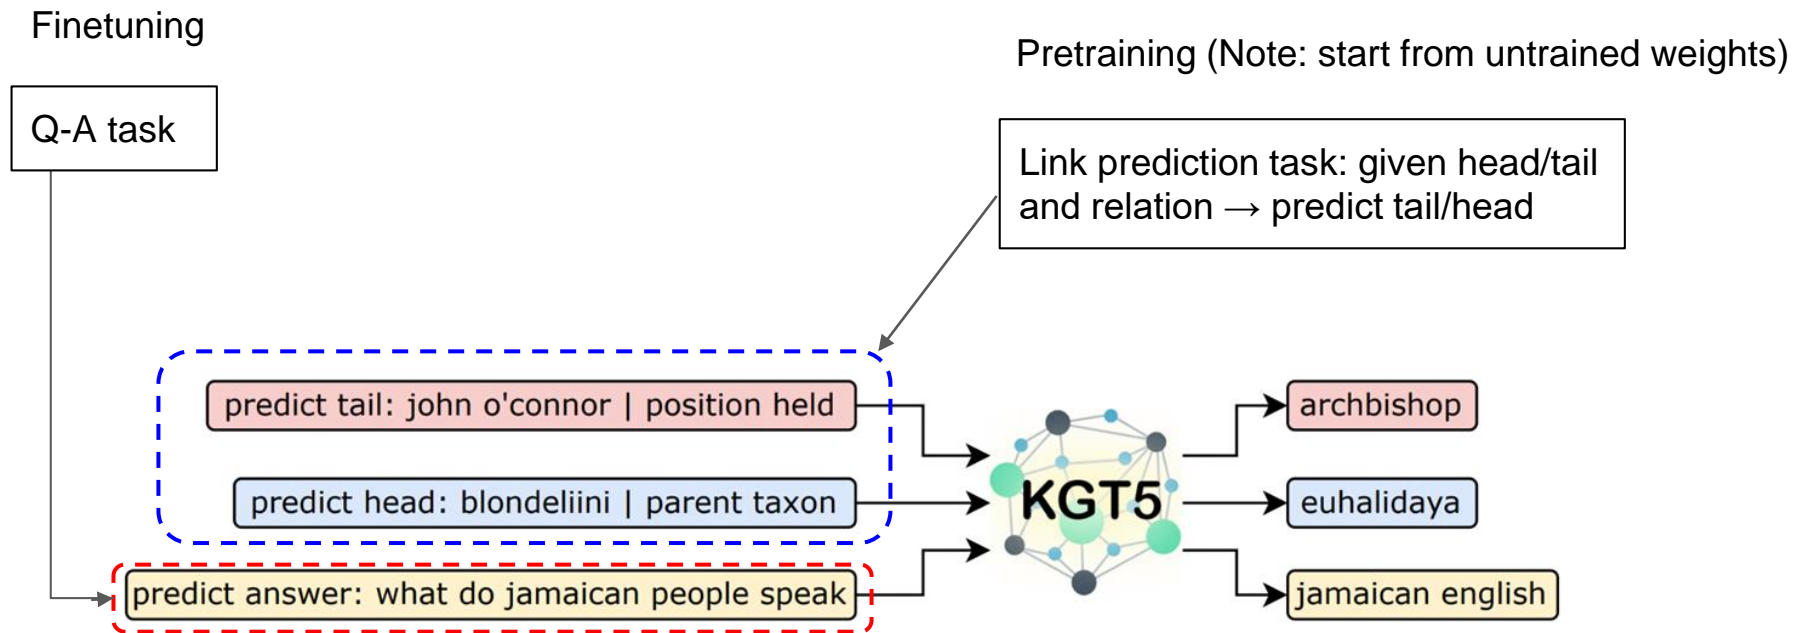 Finetuning
Pretraining (Note: start from untrained weights)
Q-A task
Link prediction task: given head/tail
and relation → predict tail/head
predict tail: john o'connor | position held
archbishop
predict head: blondeliini | parent taxon
KGT5
euhalidaya
predict answer: what do jamaican people speak
jamaican english